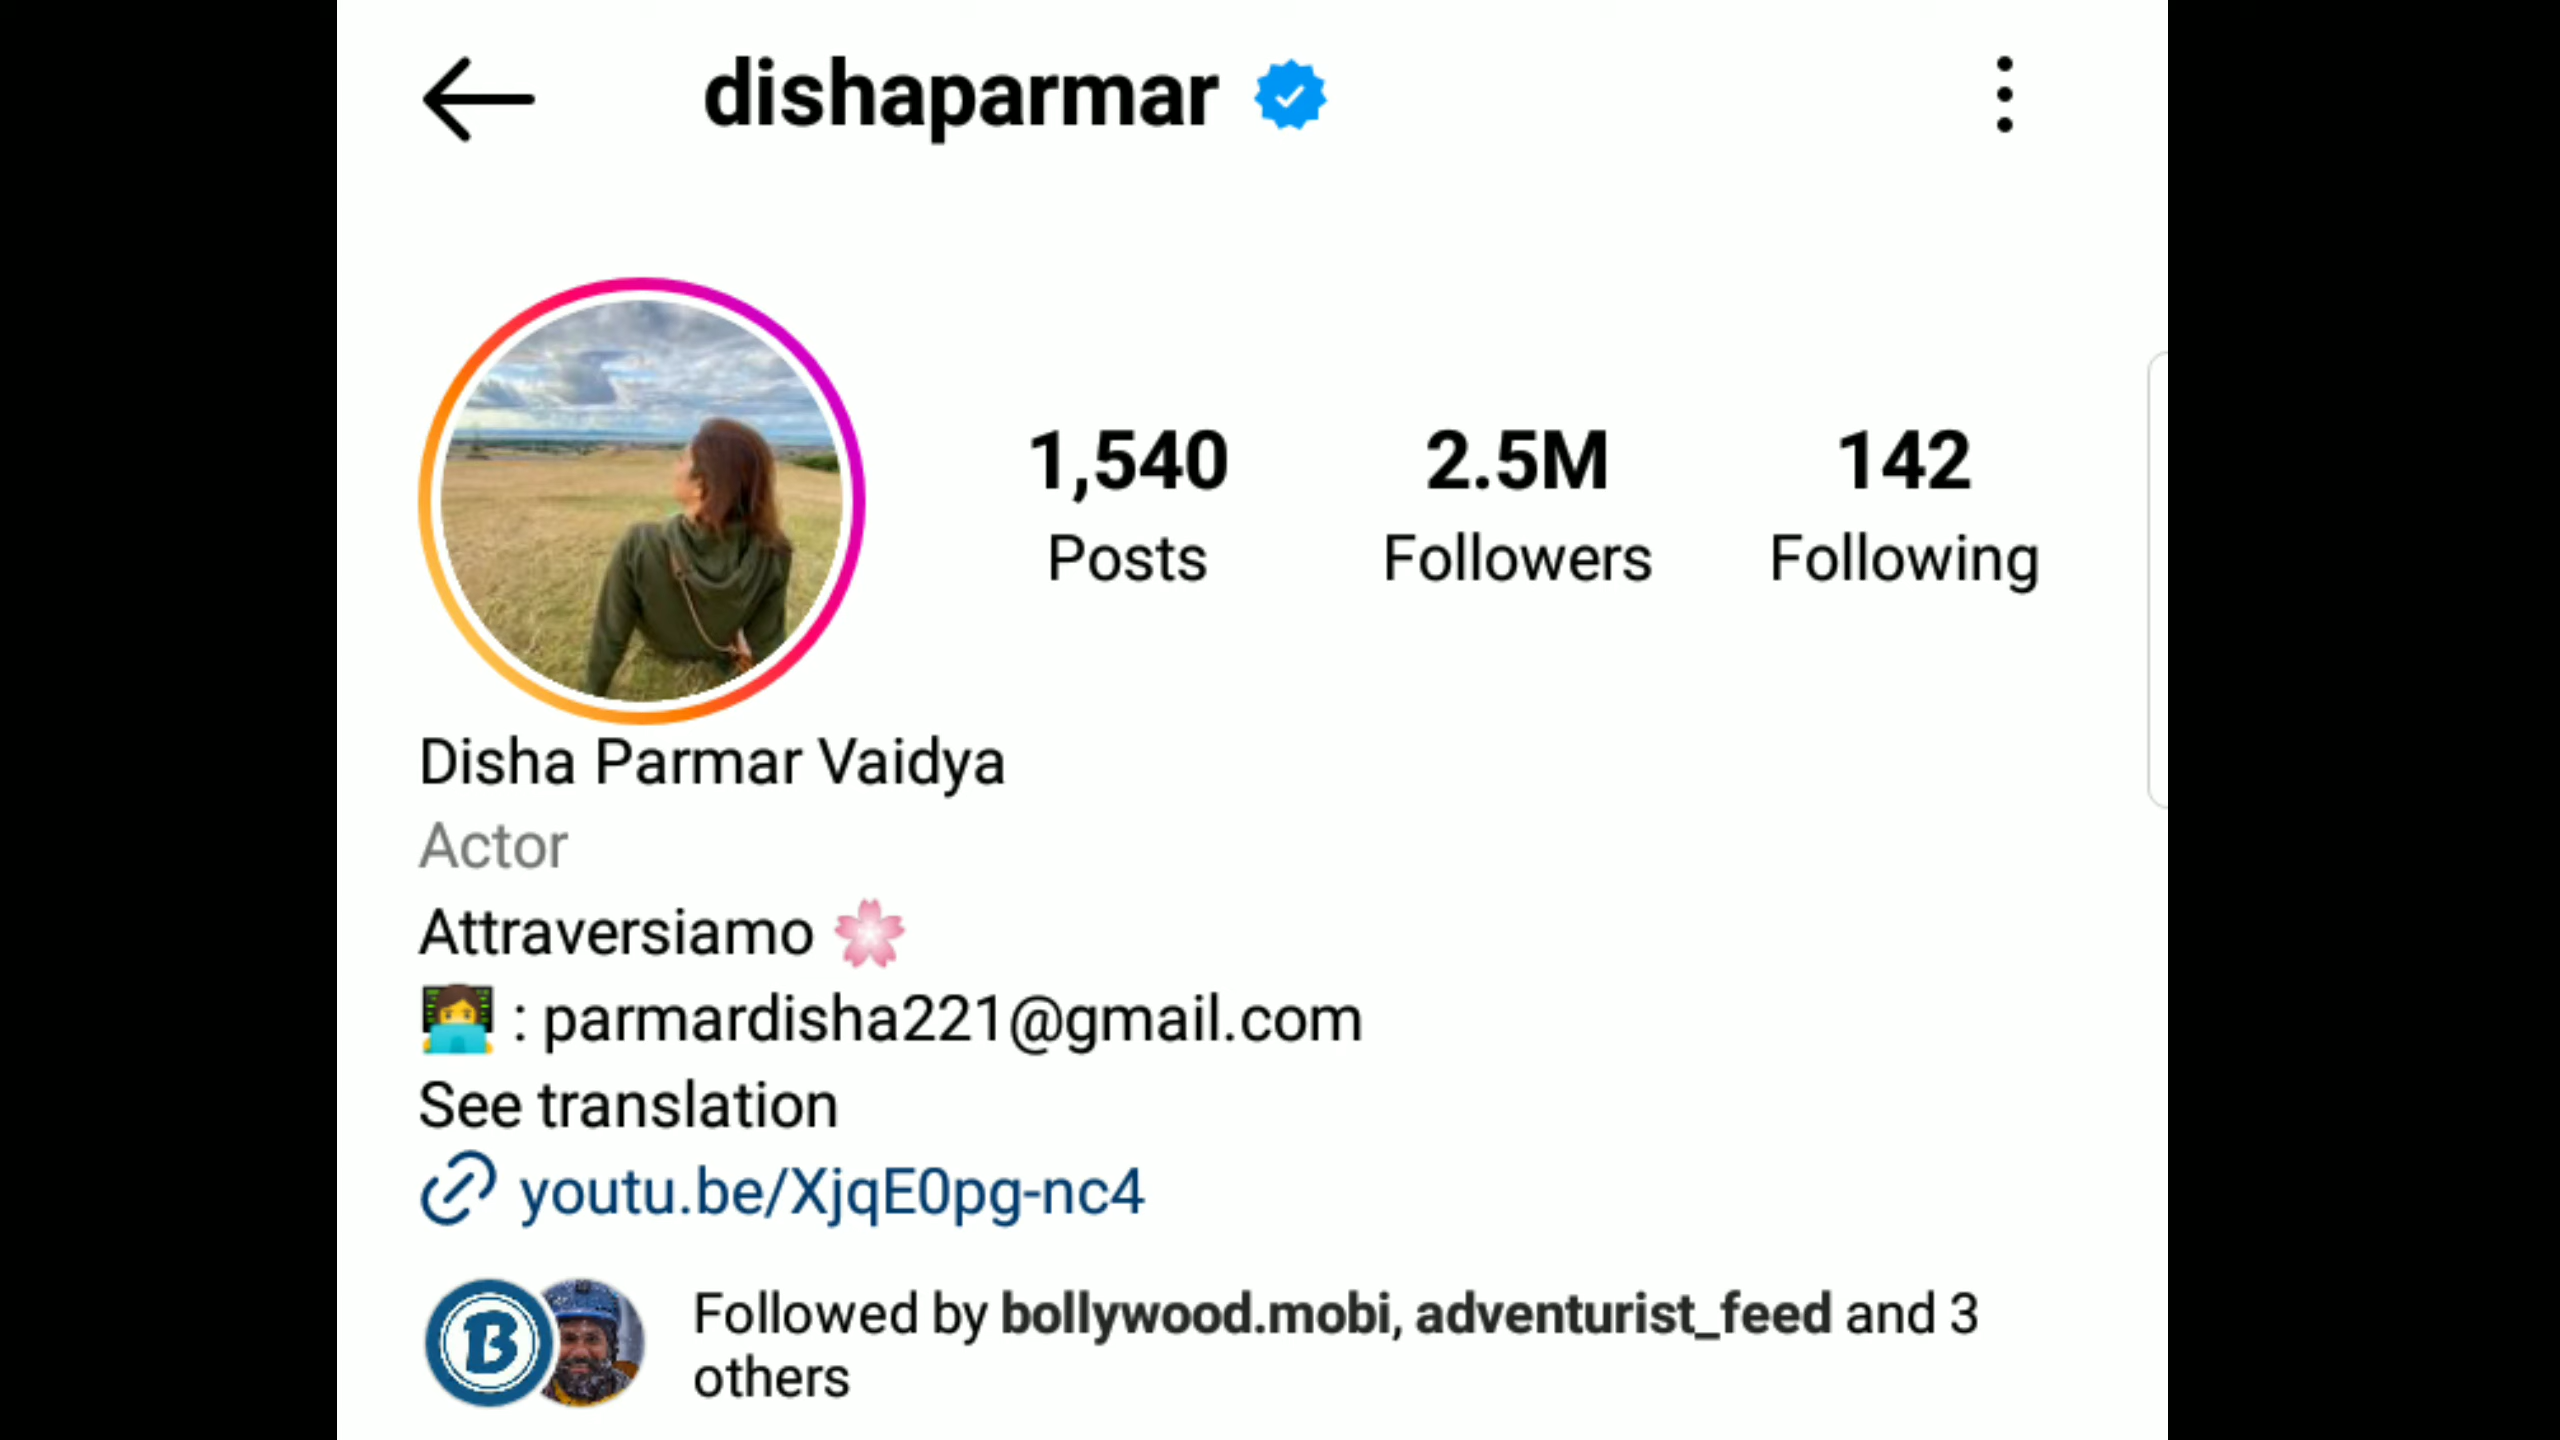 dishaparmar
1,540 2.5M 142
Posts Followers Following
Disha Parmar Vaidya
Actor
Attraversiamo 🌸
👩‍💻 : parmardisha221@gmail.com
See translation
youtu.be/XjqE0pg-nc4
B
Followed by bollywood.mobi, adventurist_feed and 3
others